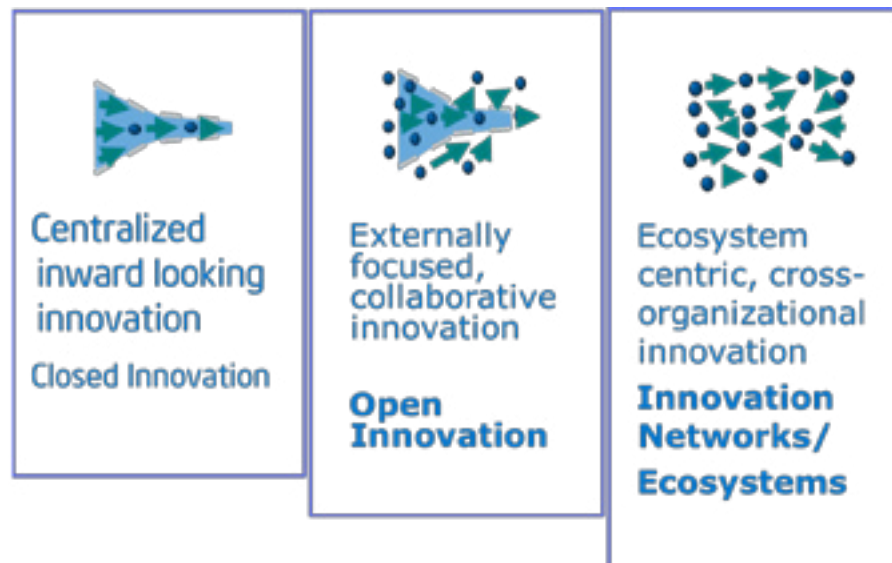 Centralized
inward looking
innovation
Closed Innovation
Externally
focused,
collaborative
innovation
Open
Innovation
Ecosystem
centric, cross-
organizational
innovation
Innovation
Networks/
Ecosystems